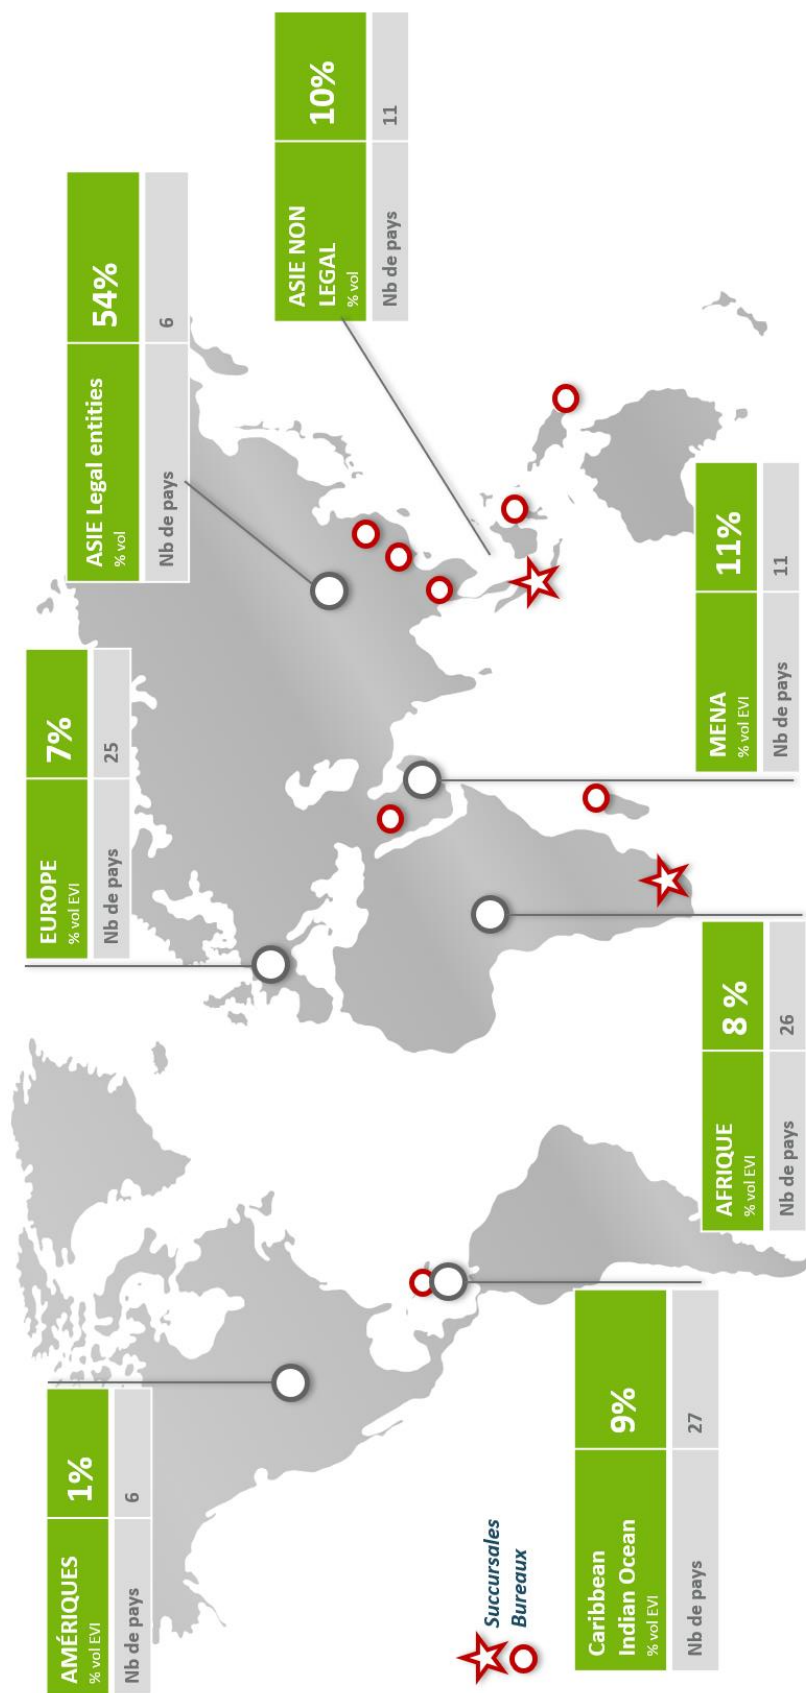 AMÉRIQUES
% vol EVI
1%
Nb de pays
6
EUROPE
% vol EVI
7%
Nb de pays
25
ASIE Legal entities
% vol
54%
Nb de pays
6
ASIE NON
LEGAL
% vol
10%
Nb de pays
11
Succursales
Bureaux
Caribbean
Indian Ocean
% vol EVI
9%
Nb de pays
27
AFRIQUE
% vol EVI
8 %
Nb de pays
26
MENA
% vol EVI
11%
Nb de pays
11